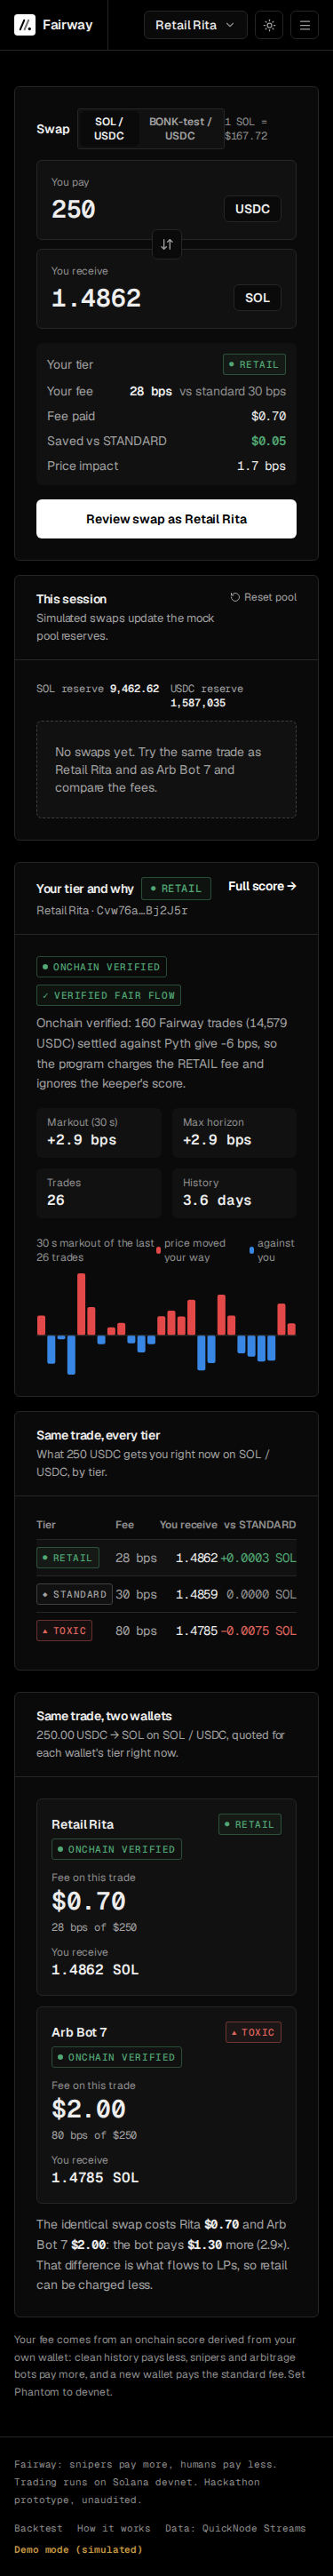 Fairway
Retail Rita
Swap
SOL / USDC
BONK-test / USDC
1 SOL = $167.72
You pay
250
USDC
You receive
1.4862
SOL
Your tier
● RETAIL
Your fee
28 bps vs standard 30 bps
Fee paid
$0.70
Saved vs STANDARD
$0.05
Price impact
1.7 bps
Review swap as Retail Rita
This session
Reset pool
Simulated swaps update the mock
pool reserves.
SOL reserve 9,462.62
USDC reserve 1,587,035
No swaps yet. Try the same trade as
Retail Rita and as Arb Bot 7 and
compare the fees.
Your tier and why
● RETAIL
Full score →
Retail Rita · Cvw76a…Bj2J5r
● ONCHAIN VERIFIED
✓ VERIFIED FAIR FLOW
Onchain verified: 160 Fairway trades (14,579
USDC) settled against Pyth give -6 bps, so
the program charges the RETAIL fee and
ignores the keeper's score.
Markout (30 s)
+2.9 bps
Max horizon
+2.9 bps
Trades
26
History
3.6 days
30 s markout of the last
26 trades
price moved
your way
against
you
Same trade, every tier
What 250 USDC gets you right now on SOL /
USDC, by tier.
Tier Fee You receive vs STANDARD
● RETAIL 28 bps 1.4862 +0.0003 SOL
◆ STANDARD 30 bps 1.4859 0.0000 SOL
▲ TOXIC 80 bps 1.4785 −0.0075 SOL
Same trade, two wallets
250.00 USDC → SOL on SOL / USDC, quoted for
each wallet's tier right now.
Retail Rita
● RETAIL
● ONCHAIN VERIFIED
Fee on this trade
$0.70
28 bps of $250
You receive
1.4862 SOL
Arb Bot 7
▲ TOXIC
● ONCHAIN VERIFIED
Fee on this trade
$2.00
80 bps of $250
You receive
1.4785 SOL
The identical swap costs Rita $0.70 and Arb
Bot 7 $2.00: the bot pays $1.30 more (2.9×).
That difference is what flows to LPs, so retail
can be charged less.
Your fee comes from an onchain score derived from your
own wallet: clean history pays less, snipers and arbitrage
bots pay more, and a new wallet pays the standard fee. Set
Phantom to devnet.
Fairway: snipers pay more, humans pay less.
Trading runs on Solana devnet. Hackathon
prototype, unaudited.
Backtest How it works Data: QuickNode Streams
Demo mode (simulated)